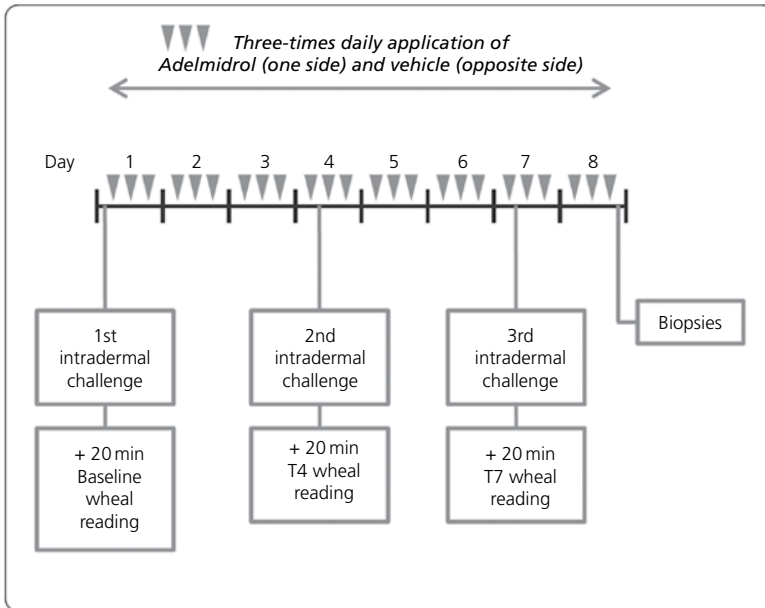 Three-times daily application of
Adelmidrol (one side) and vehicle (opposite side)
Day 1 2 3 4 5 6 7 8
1st
intradermal
challenge
2nd
intradermal
challenge
3rd
intradermal
challenge
Biopsies
+ 20 min
Baseline
wheal
reading
+ 20 min
T4 wheal
reading
+ 20 min
T7 wheal
reading